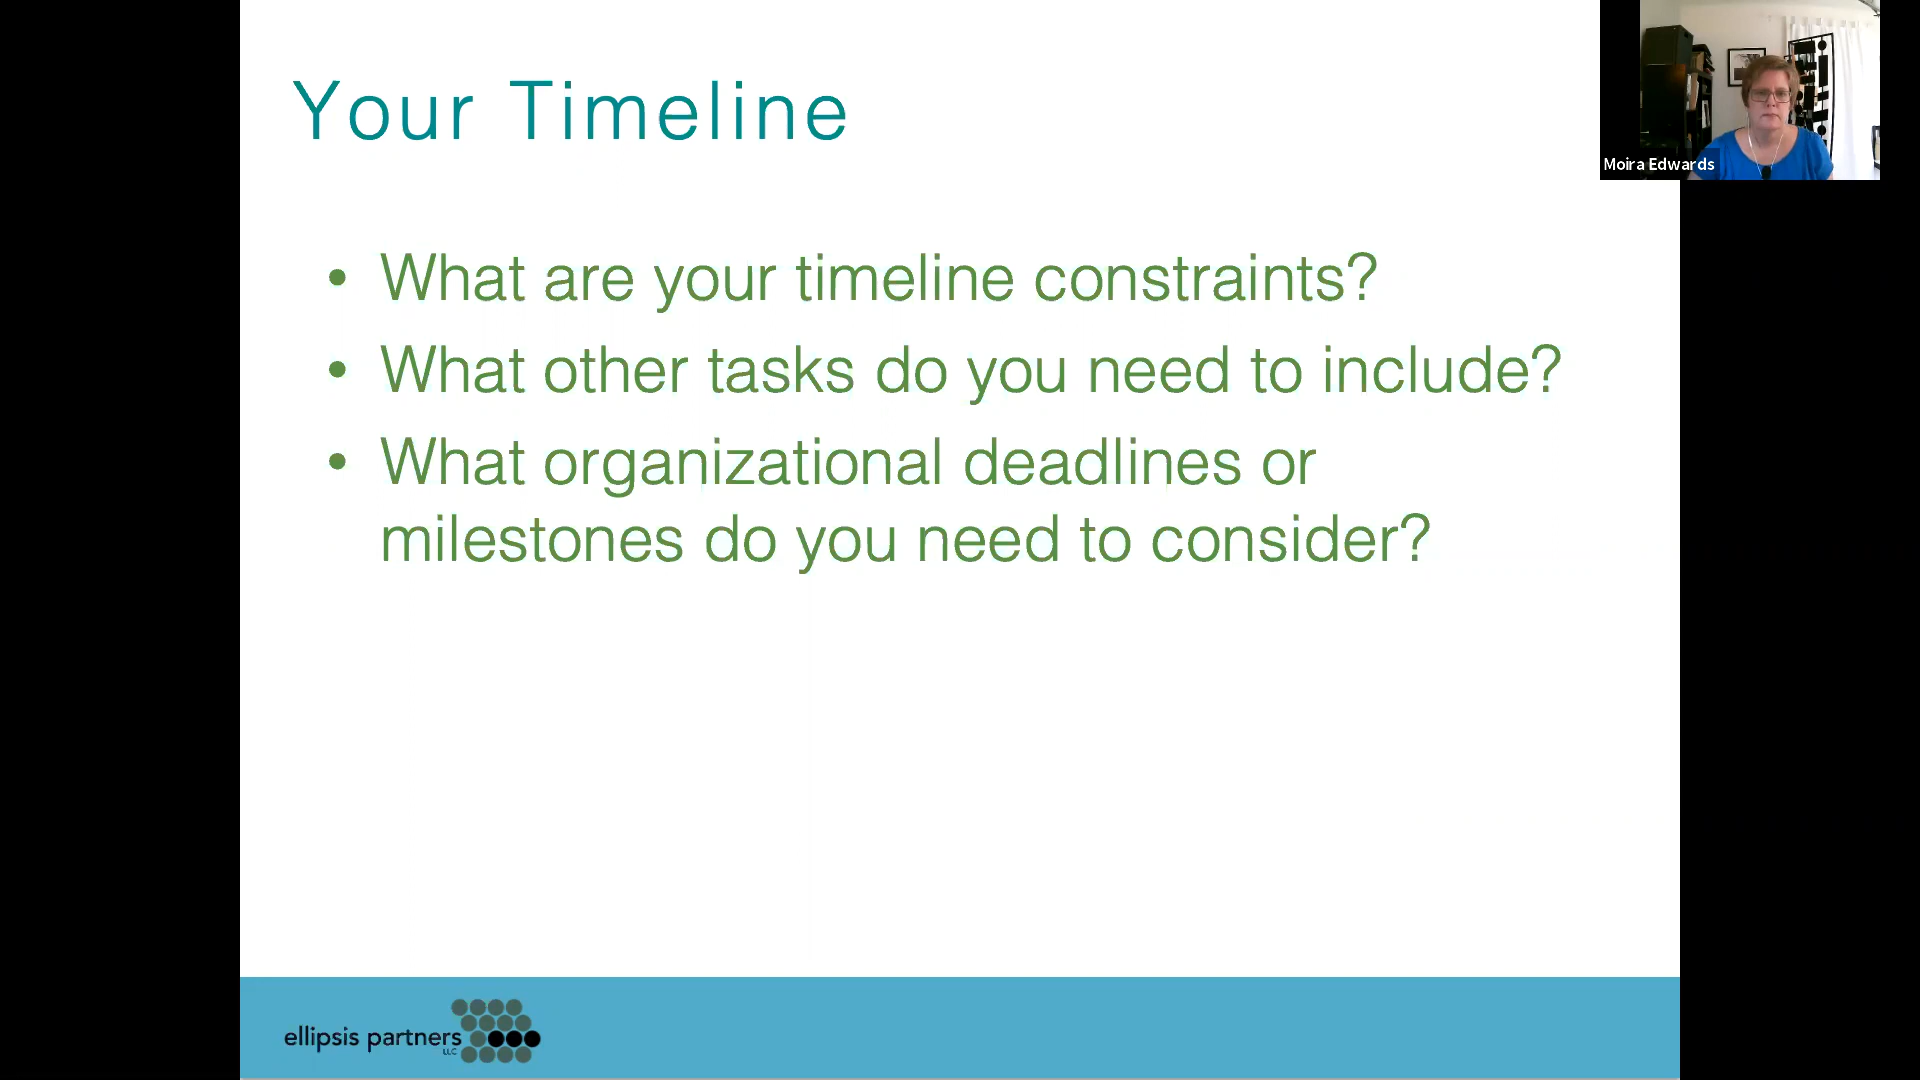 Your Timeline
Moira Edwards
• What are your timeline constraints?
• What other tasks do you need to include?
• What organizational deadlines or
milestones do you need to consider?
ellipsis partners
LLC